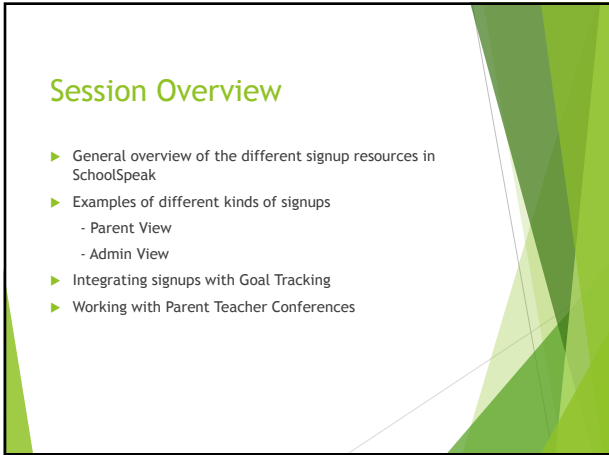 Session Overview
▶ General overview of the different signup resources in
SchoolSpeak
▶ Examples of different kinds of signups
- Parent View
- Admin View
▶ Integrating signups with Goal Tracking
▶ Working with Parent Teacher Conferences